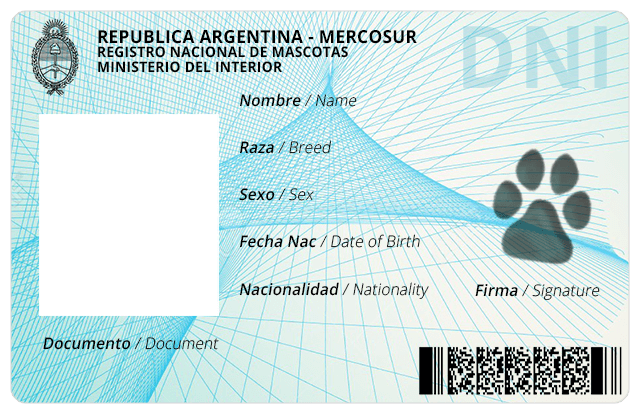 REPUBLICA ARGENTINA - MERCOSUR
REGISTRO NACIONAL DE MASCOTAS
MINISTERIO DEL INTERIOR
DNI
Nombre / Name
Raza / Breed
Sexo / Sex
Fecha Nac / Date of Birth
Nacionalidad / Nationality
Firma / Signature
Documento / Document